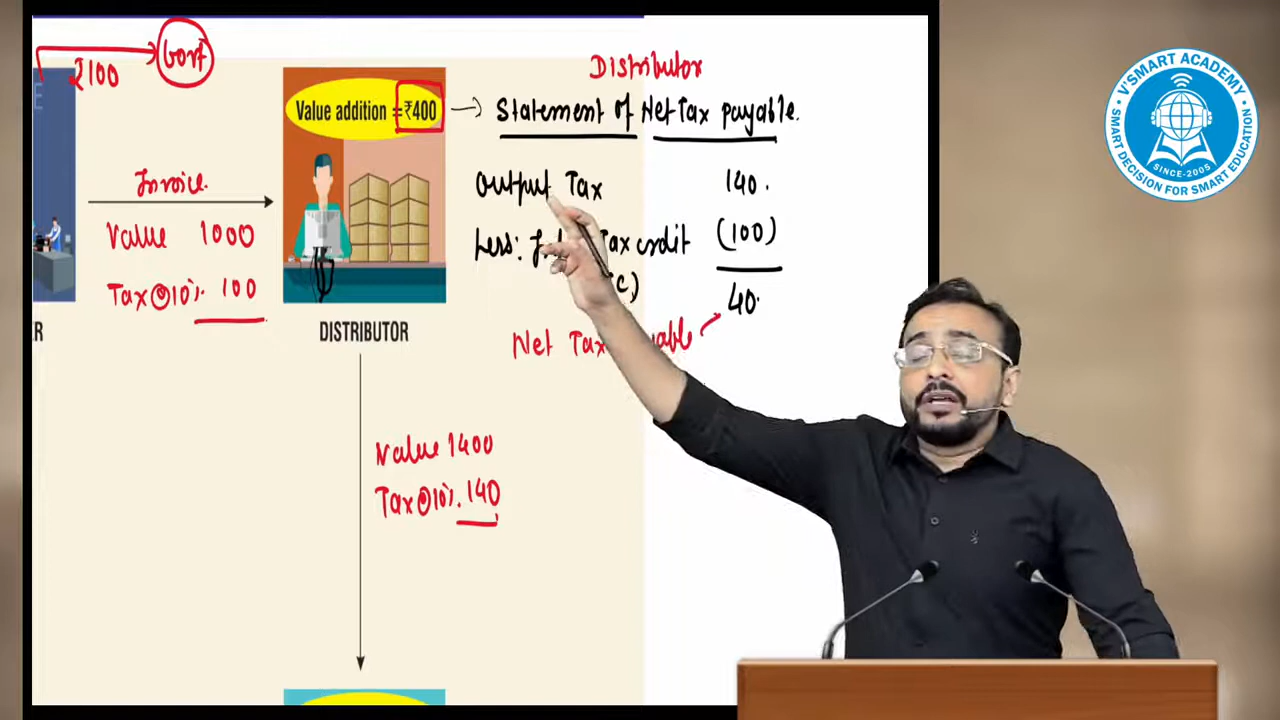 ₹100
Govt
Value addition = ₹400
Distributor
Statement of Net Tax payable.
Output Tax 140.
Less: Tax credit (100)
40.
Net Tax
Invoice
Value 1000
Tax@10% 100
DISTRIBUTOR
Value 1400
Tax@10% 140
V'SMART ACADEMY
SINCE-2005
SMART DECISION FOR SMART EDUCATION